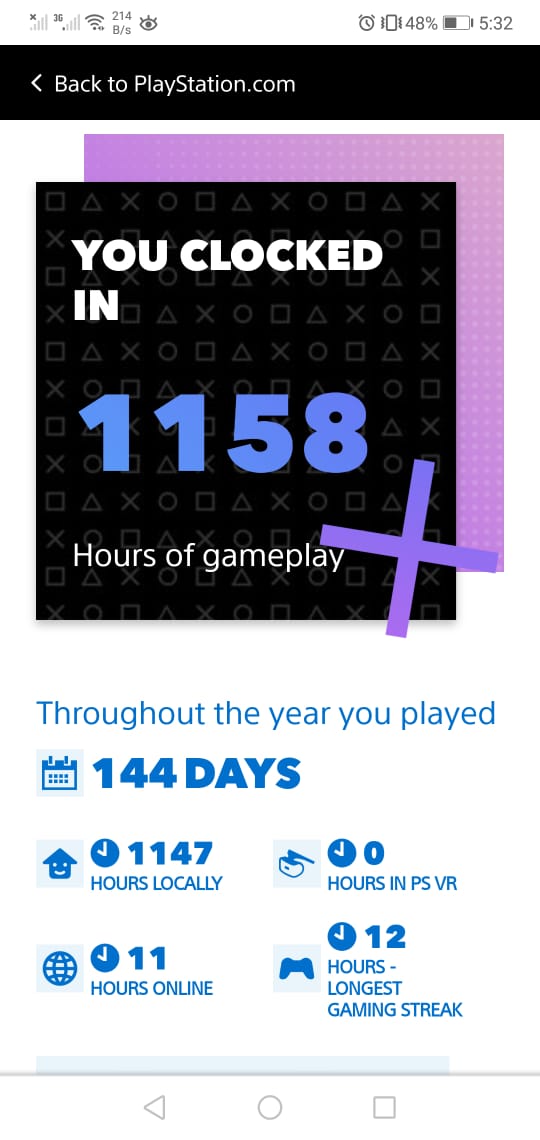 3G 214 B/s 48% 5:32
Back to PlayStation.com
YOU CLOCKED
IN
1158
Hours of gameplay
Throughout the year you played
144 DAYS
1147
HOURS LOCALLY
0
HOURS IN PS VR
11
HOURS ONLINE
12
HOURS -
LONGEST
GAMING STREAK